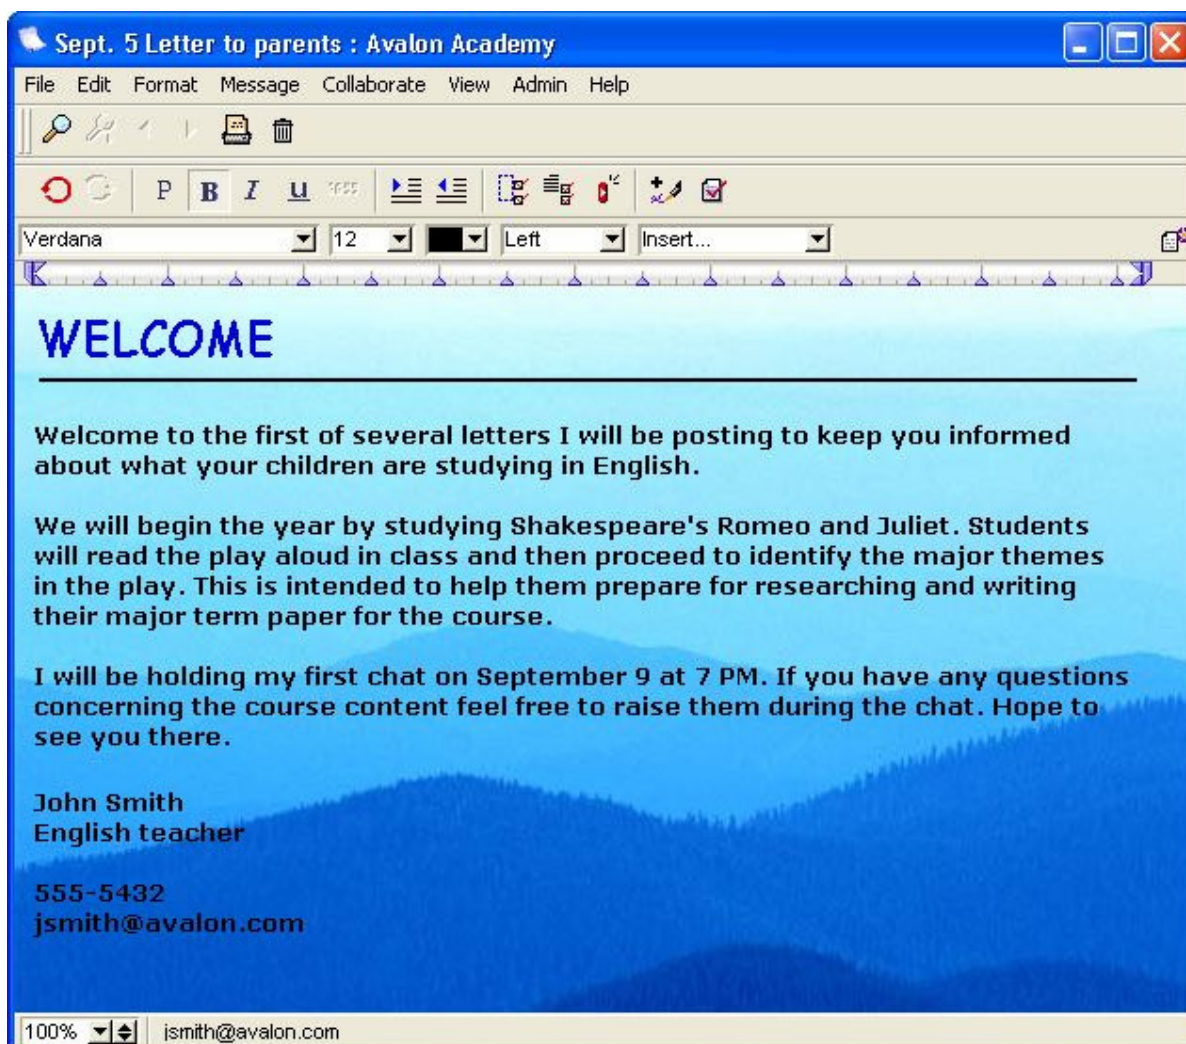 Sept. 5 Letter to parents : Avalon Academy
File Edit Format Message Collaborate View Admin Help
P B I U
Verdana 12 Left Insert...
WELCOME
Welcome to the first of several letters I will be posting to keep you informed
about what your children are studying in English.
We will begin the year by studying Shakespeare's Romeo and Juliet. Students
will read the play aloud in class and then proceed to identify the major themes
in the play. This is intended to help them prepare for researching and writing
their major term paper for the course.
I will be holding my first chat on September 9 at 7 PM. If you have any questions
concerning the course content feel free to raise them during the chat. Hope to
see you there.
John Smith
English teacher
555-5432
jsmith@avalon.com
100% jsmith@avalon.com